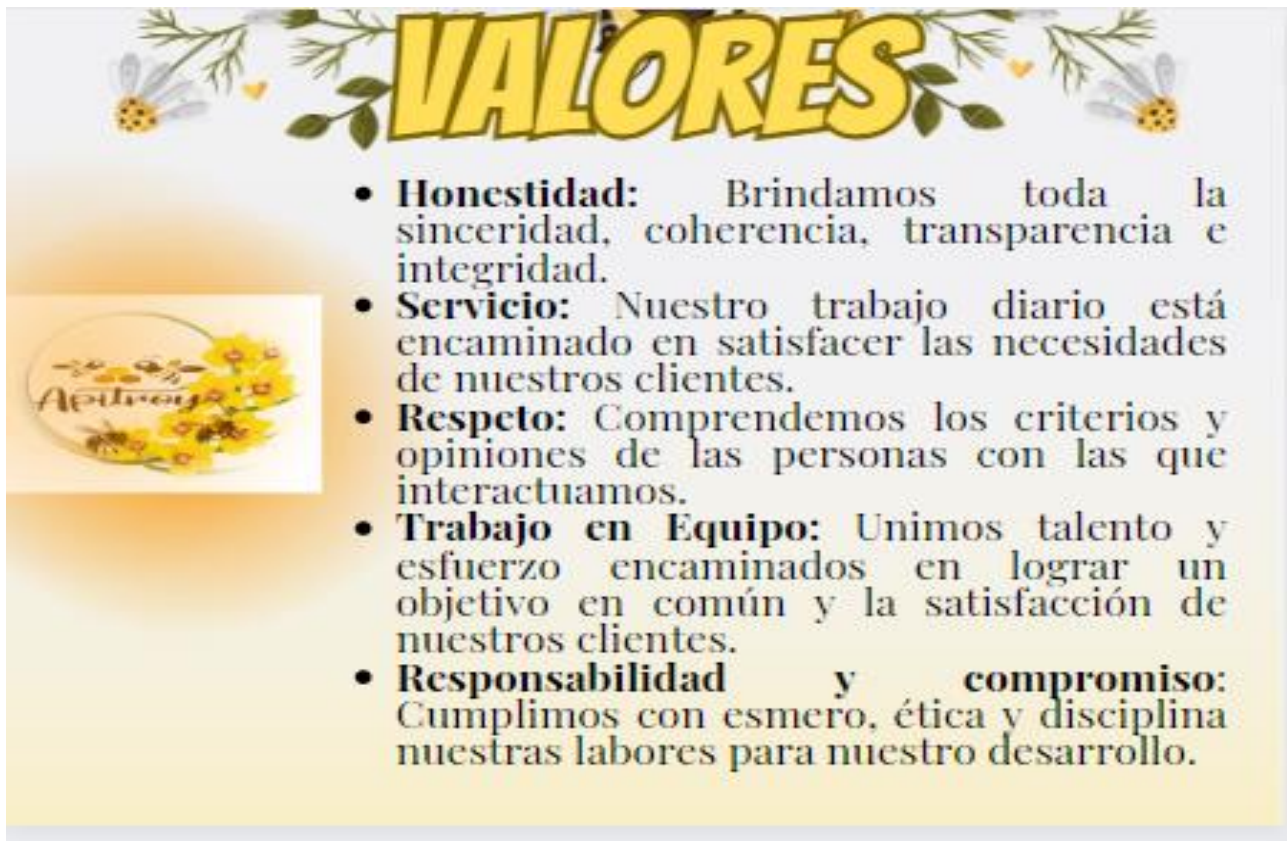 VALORES
• Honestidad: Brindamos toda la
sinceridad, coherencia, transparencia e
integridad.
• Servicio: Nuestro trabajo diario está
encaminado en satisfacer las necesidades
de nuestros clientes.
Apitroy
• Respeto: Comprendemos los criterios y
opiniones de las personas con las que
interactuamos.
• Trabajo en Equipo: Unimos talento y
esfuerzo encaminados en lograr un
objetivo en común y la satisfacción de
nuestros clientes.
• Responsabilidad y compromiso:
Cumplimos con esmero, ética y disciplina
nuestras labores para nuestro desarrollo.